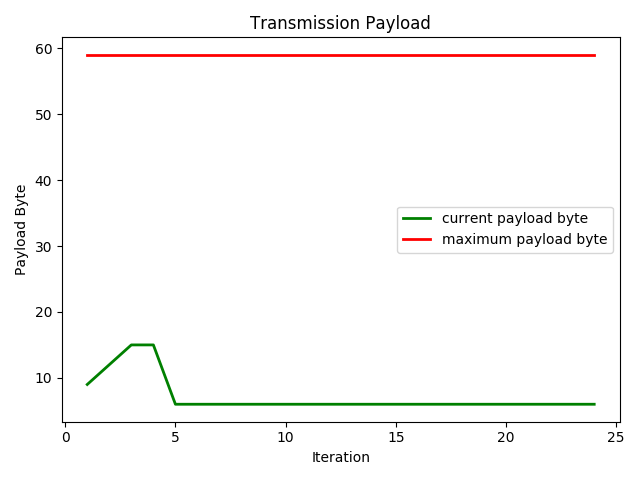 Transmission Payload
60
50
40
30
20
10
Payload Byte
current payload byte
maximum payload byte
0 5 10 15 20 25
Iteration